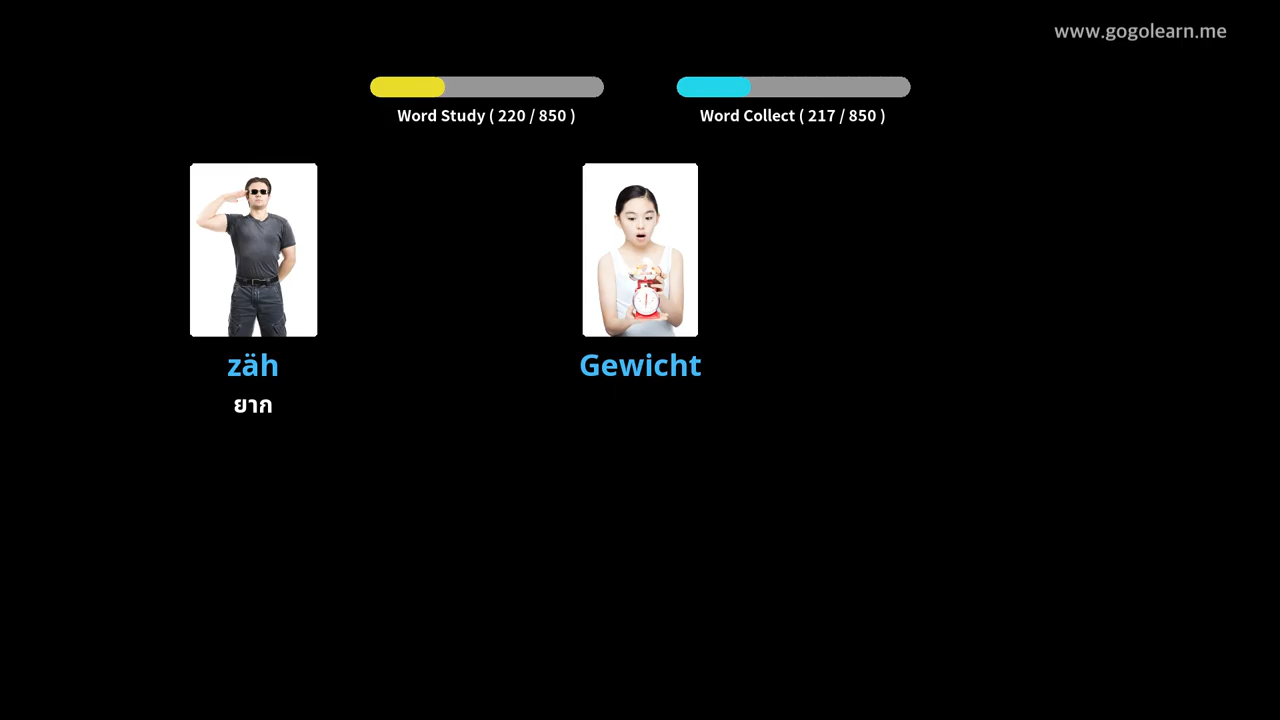 www.gogolearn.me
Word Study ( 220 / 850 )
Word Collect ( 217 / 850 )
zäh
ยาก
Gewicht